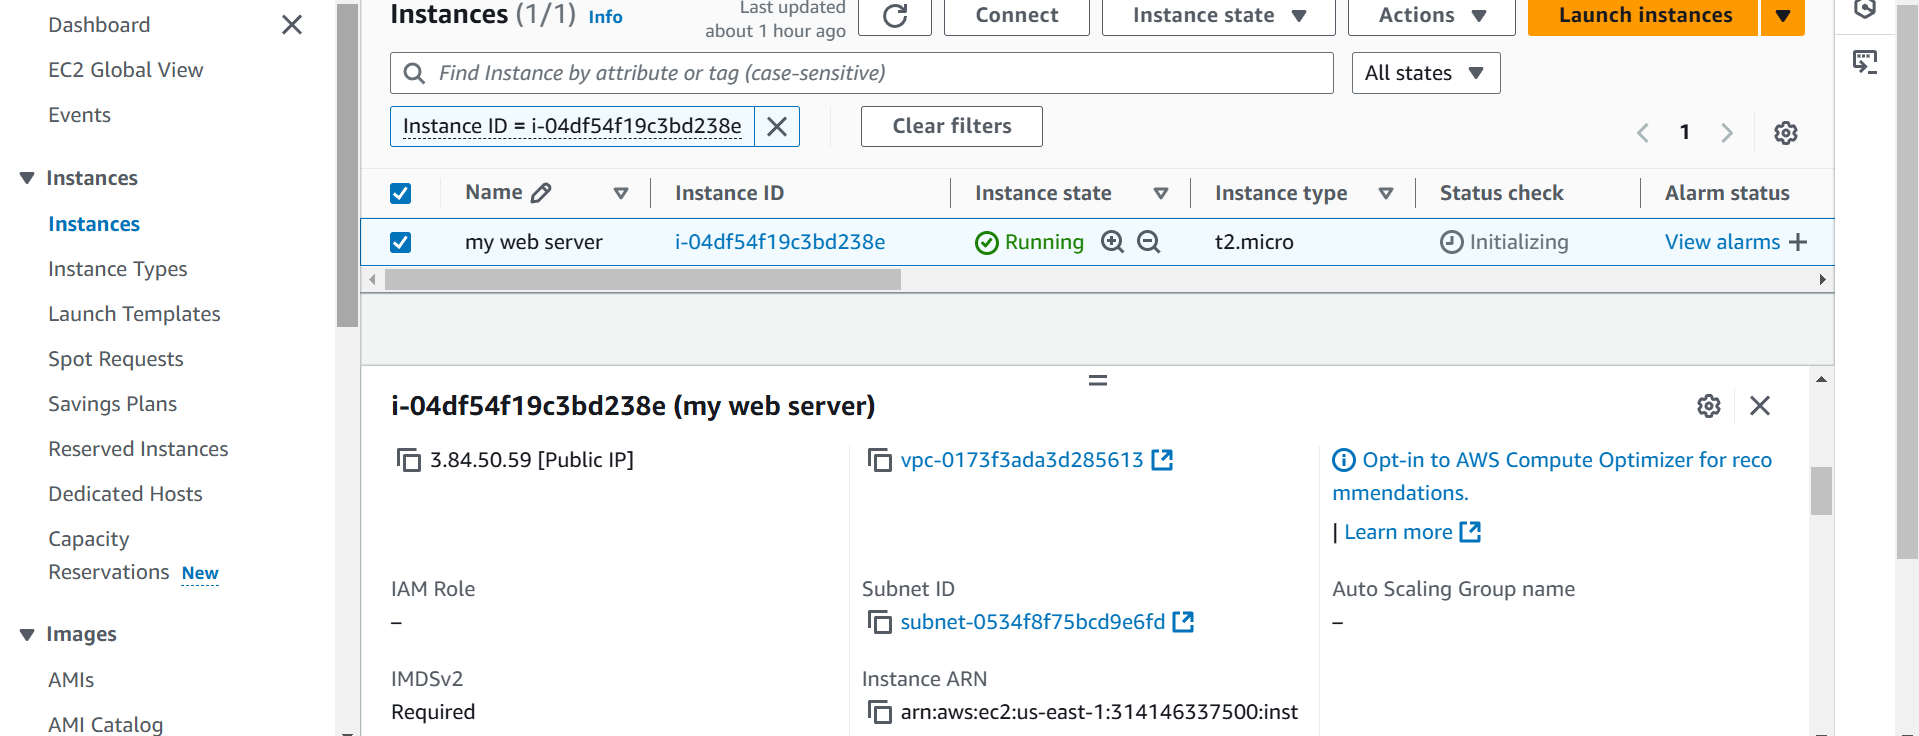 Dashboard
EC2 Global View
Events
Instances
Instances
Instance Types
Launch Templates
Spot Requests
Savings Plans
Reserved Instances
Dedicated Hosts
Capacity
Reservations New
Images
AMIs
AMI Catalog
Instances (1/1) Info
Last updated
about 1 hour ago
Connect
Instance state
Actions
Launch instances
Find Instance by attribute or tag (case-sensitive)
All states
Instance ID = i-04df54f19c3bd238e
Clear filters
1
Name Instance ID Instance state Instance type Status check Alarm status
my web server i-04df54f19c3bd238e Running t2.micro Initializing View alarms
i-04df54f19c3bd238e (my web server)
3.84.50.59 [Public IP]
vpc-0173f3ada3d285613
Opt-in to AWS Compute Optimizer for reco
mmendations.
| Learn more
IAM Role
–
Subnet ID
subnet-0534f8f75bcd9e6fd
Auto Scaling Group name
–
IMDSv2
Required
Instance ARN
arn:aws:ec2:us-east-1:314146337500:inst